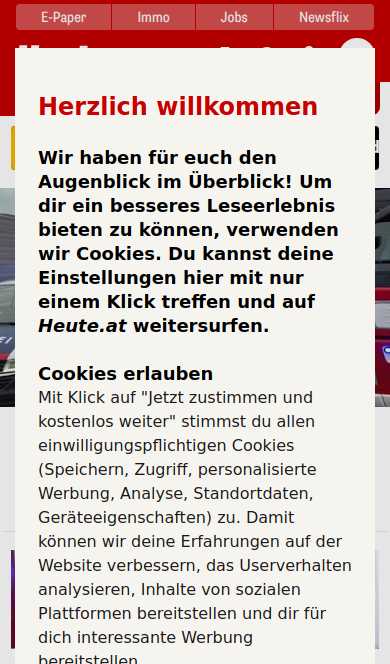 E-Paper Immo Jobs Newsflix
Herzlich willkommen
Wir haben für euch den
Augenblick im Überblick! Um
dir ein besseres Leseerlebnis
bieten zu können, verwenden
wir Cookies. Du kannst deine
Einstellungen hier mit nur
einem Klick treffen und auf
Heute.at weitersurfen.
Cookies erlauben
Mit Klick auf "Jetzt zustimmen und
kostenlos weiter" stimmst du allen
einwilligungspflichtigen Cookies
(Speichern, Zugriff, personalisierte
Werbung, Analyse, Standortdaten,
Geräteeigenschaften) zu. Damit
können wir deine Erfahrungen auf der
Website verbessern, das Userverhalten
analysieren, Inhalte von sozialen
Plattformen bereitstellen und dir für
dich interessante Werbung
bereitstellen